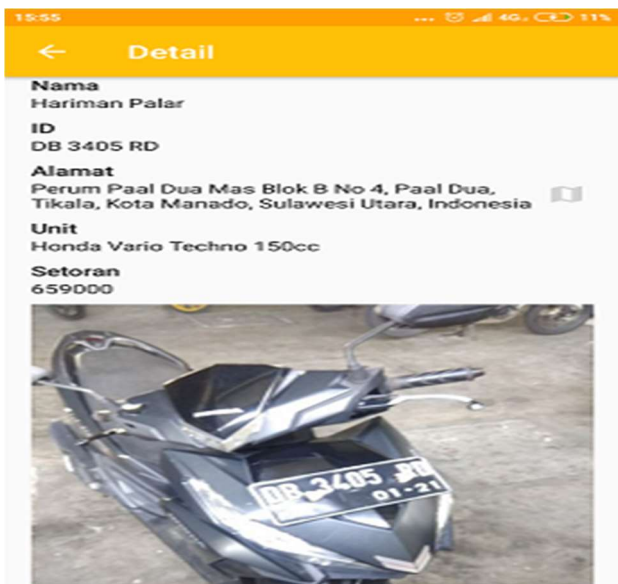 15:55
... 4G. 11%
Detail
Nama
Hariman Palar
ID
DB 3405 RD
Alamat
Perum Paal Dua Mas Blok B No 4, Paal Dua,
Tikala, Kota Manado, Sulawesi Utara, Indonesia
Unit
Honda Vario Techno 150cc
Setoran
659000
DB 3405 RD
01-21